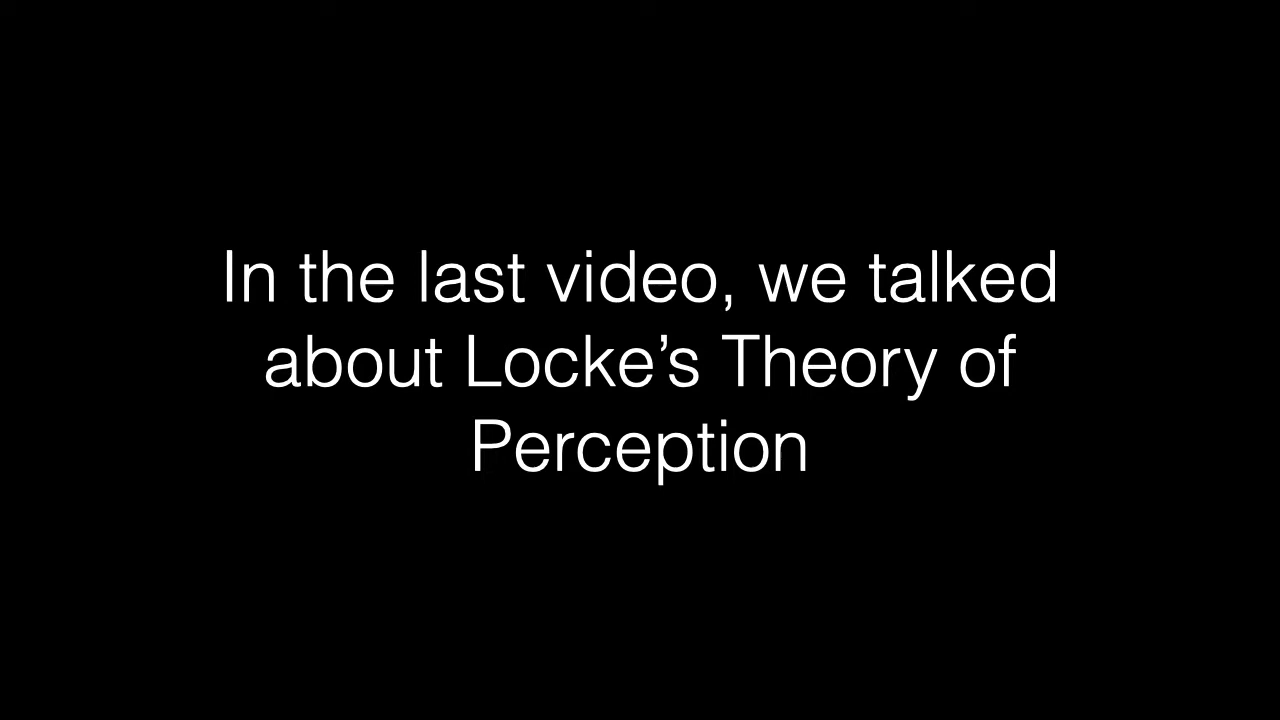 In the last video, we talked
about Locke’s Theory of
Perception